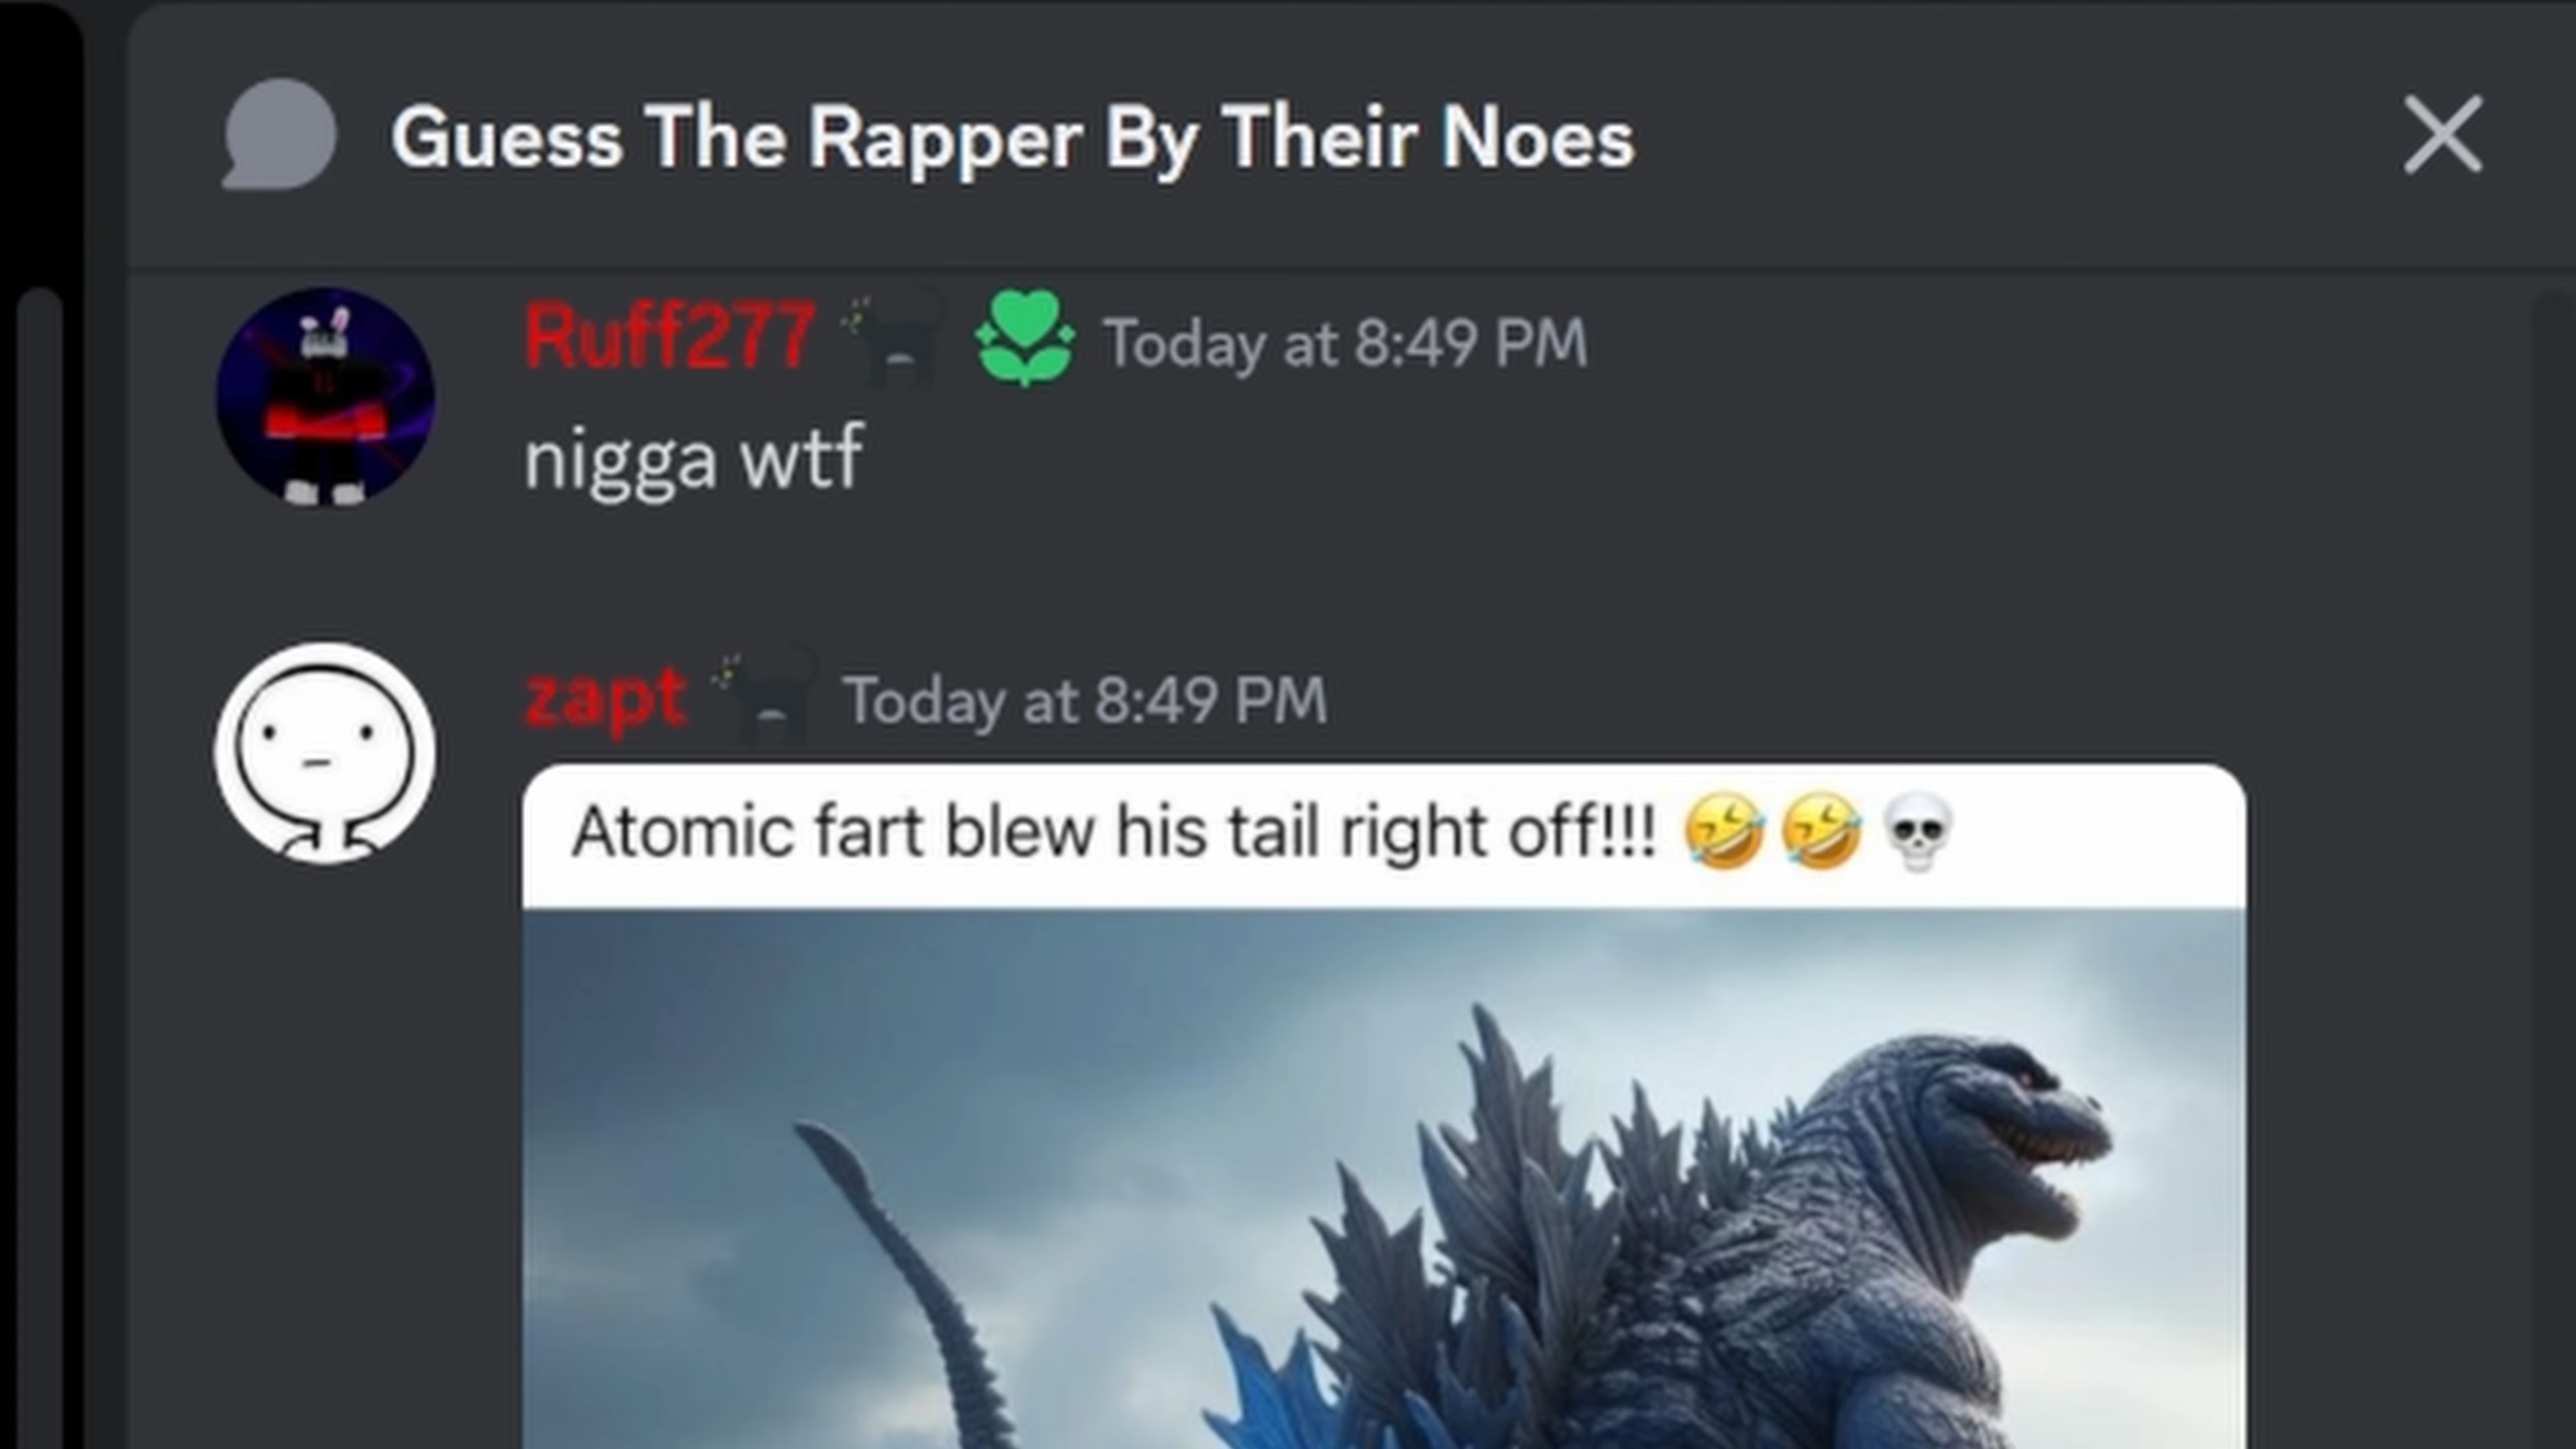 Guess The Rapper By Their Noes
Ruff277 Today at 8:49 PM
nigga wtf
zapt Today at 8:49 PM
Atomic fart blew his tail right off!!! 🤣🤣💀